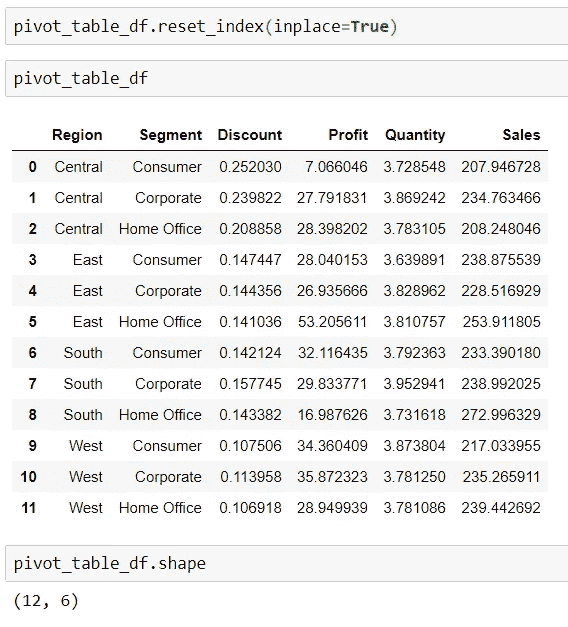 pivot_table_df.reset_index(inplace=True)
pivot_table_df
Region Segment Discount Profit Quantity Sales
0 Central Consumer 0.252030 7.066046 3.728548 207.946728
1 Central Corporate 0.239822 27.791831 3.869242 234.763466
2 Central Home Office 0.208858 28.398202 3.783105 208.248046
3 East Consumer 0.147447 28.040153 3.639891 238.875539
4 East Corporate 0.144356 26.935666 3.828962 228.516929
5 East Home Office 0.141036 53.205611 3.810757 253.911805
6 South Consumer 0.142124 32.116435 3.792363 233.390180
7 South Corporate 0.157745 29.833771 3.952941 238.992025
8 South Home Office 0.143382 16.987626 3.731618 272.996329
9 West Consumer 0.107506 34.360409 3.873804 217.033955
10 West Corporate 0.113958 35.872323 3.781250 235.265911
11 West Home Office 0.106918 28.949939 3.781086 239.442692
pivot_table_df.shape
(12, 6)